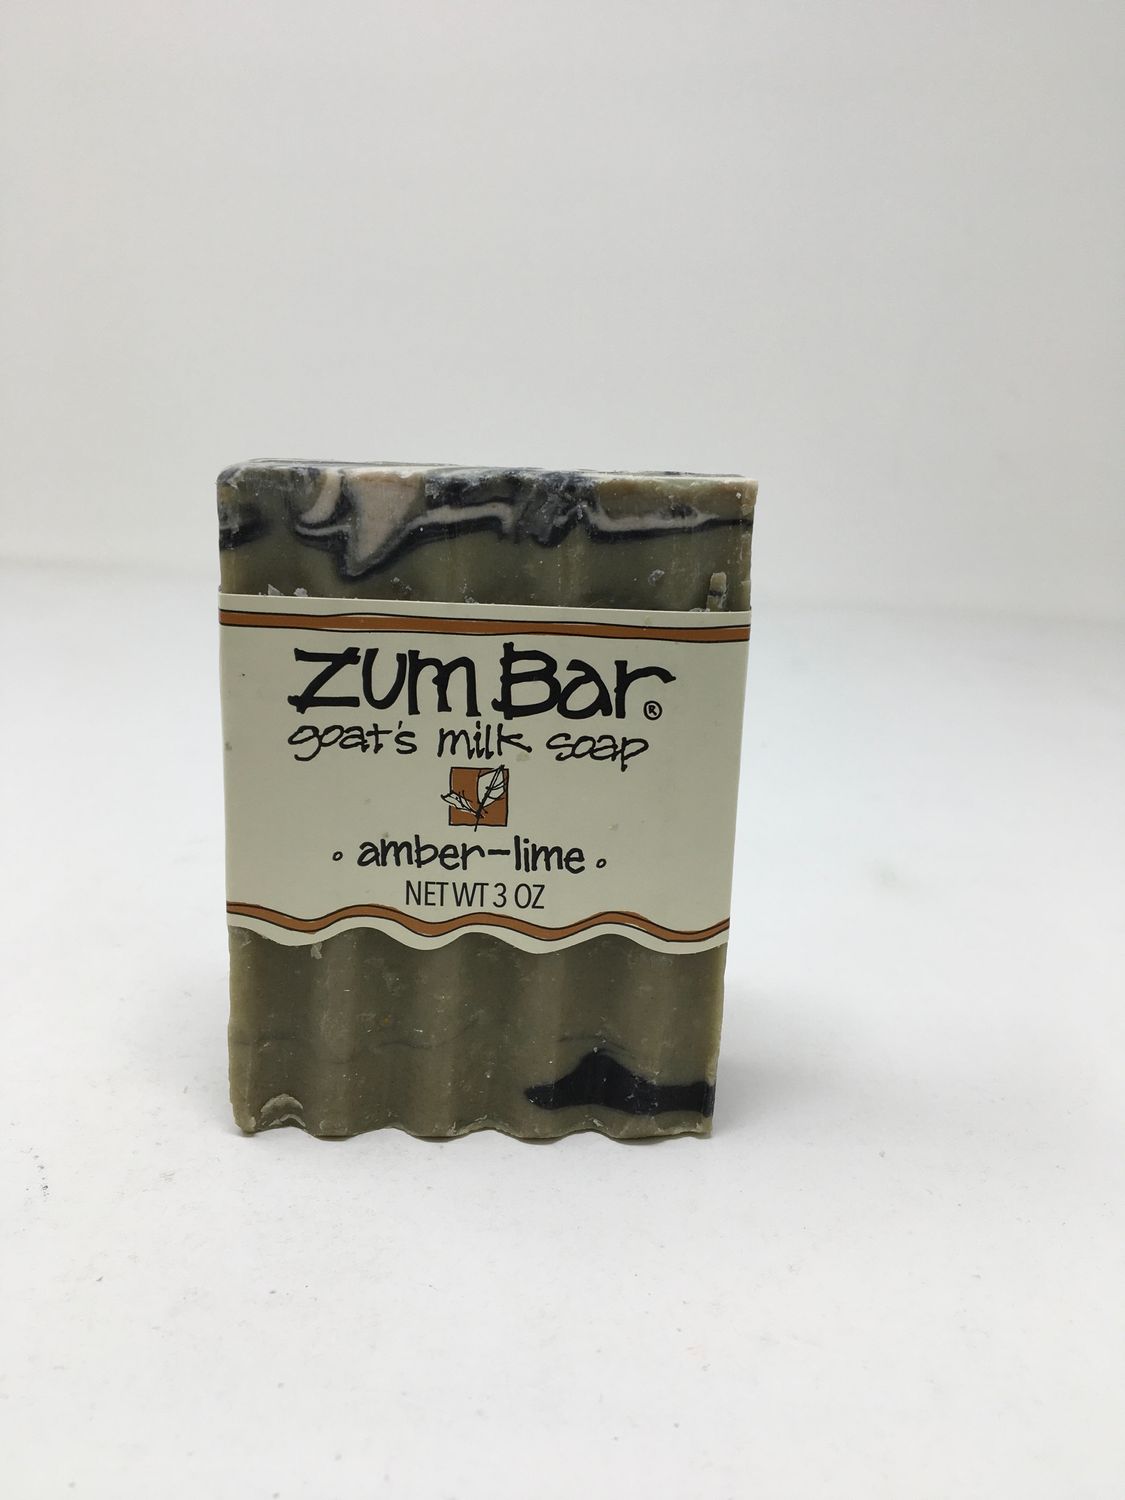 Zum Bar®
goat's milk soap
• amber-lime •
NET WT 3 OZ